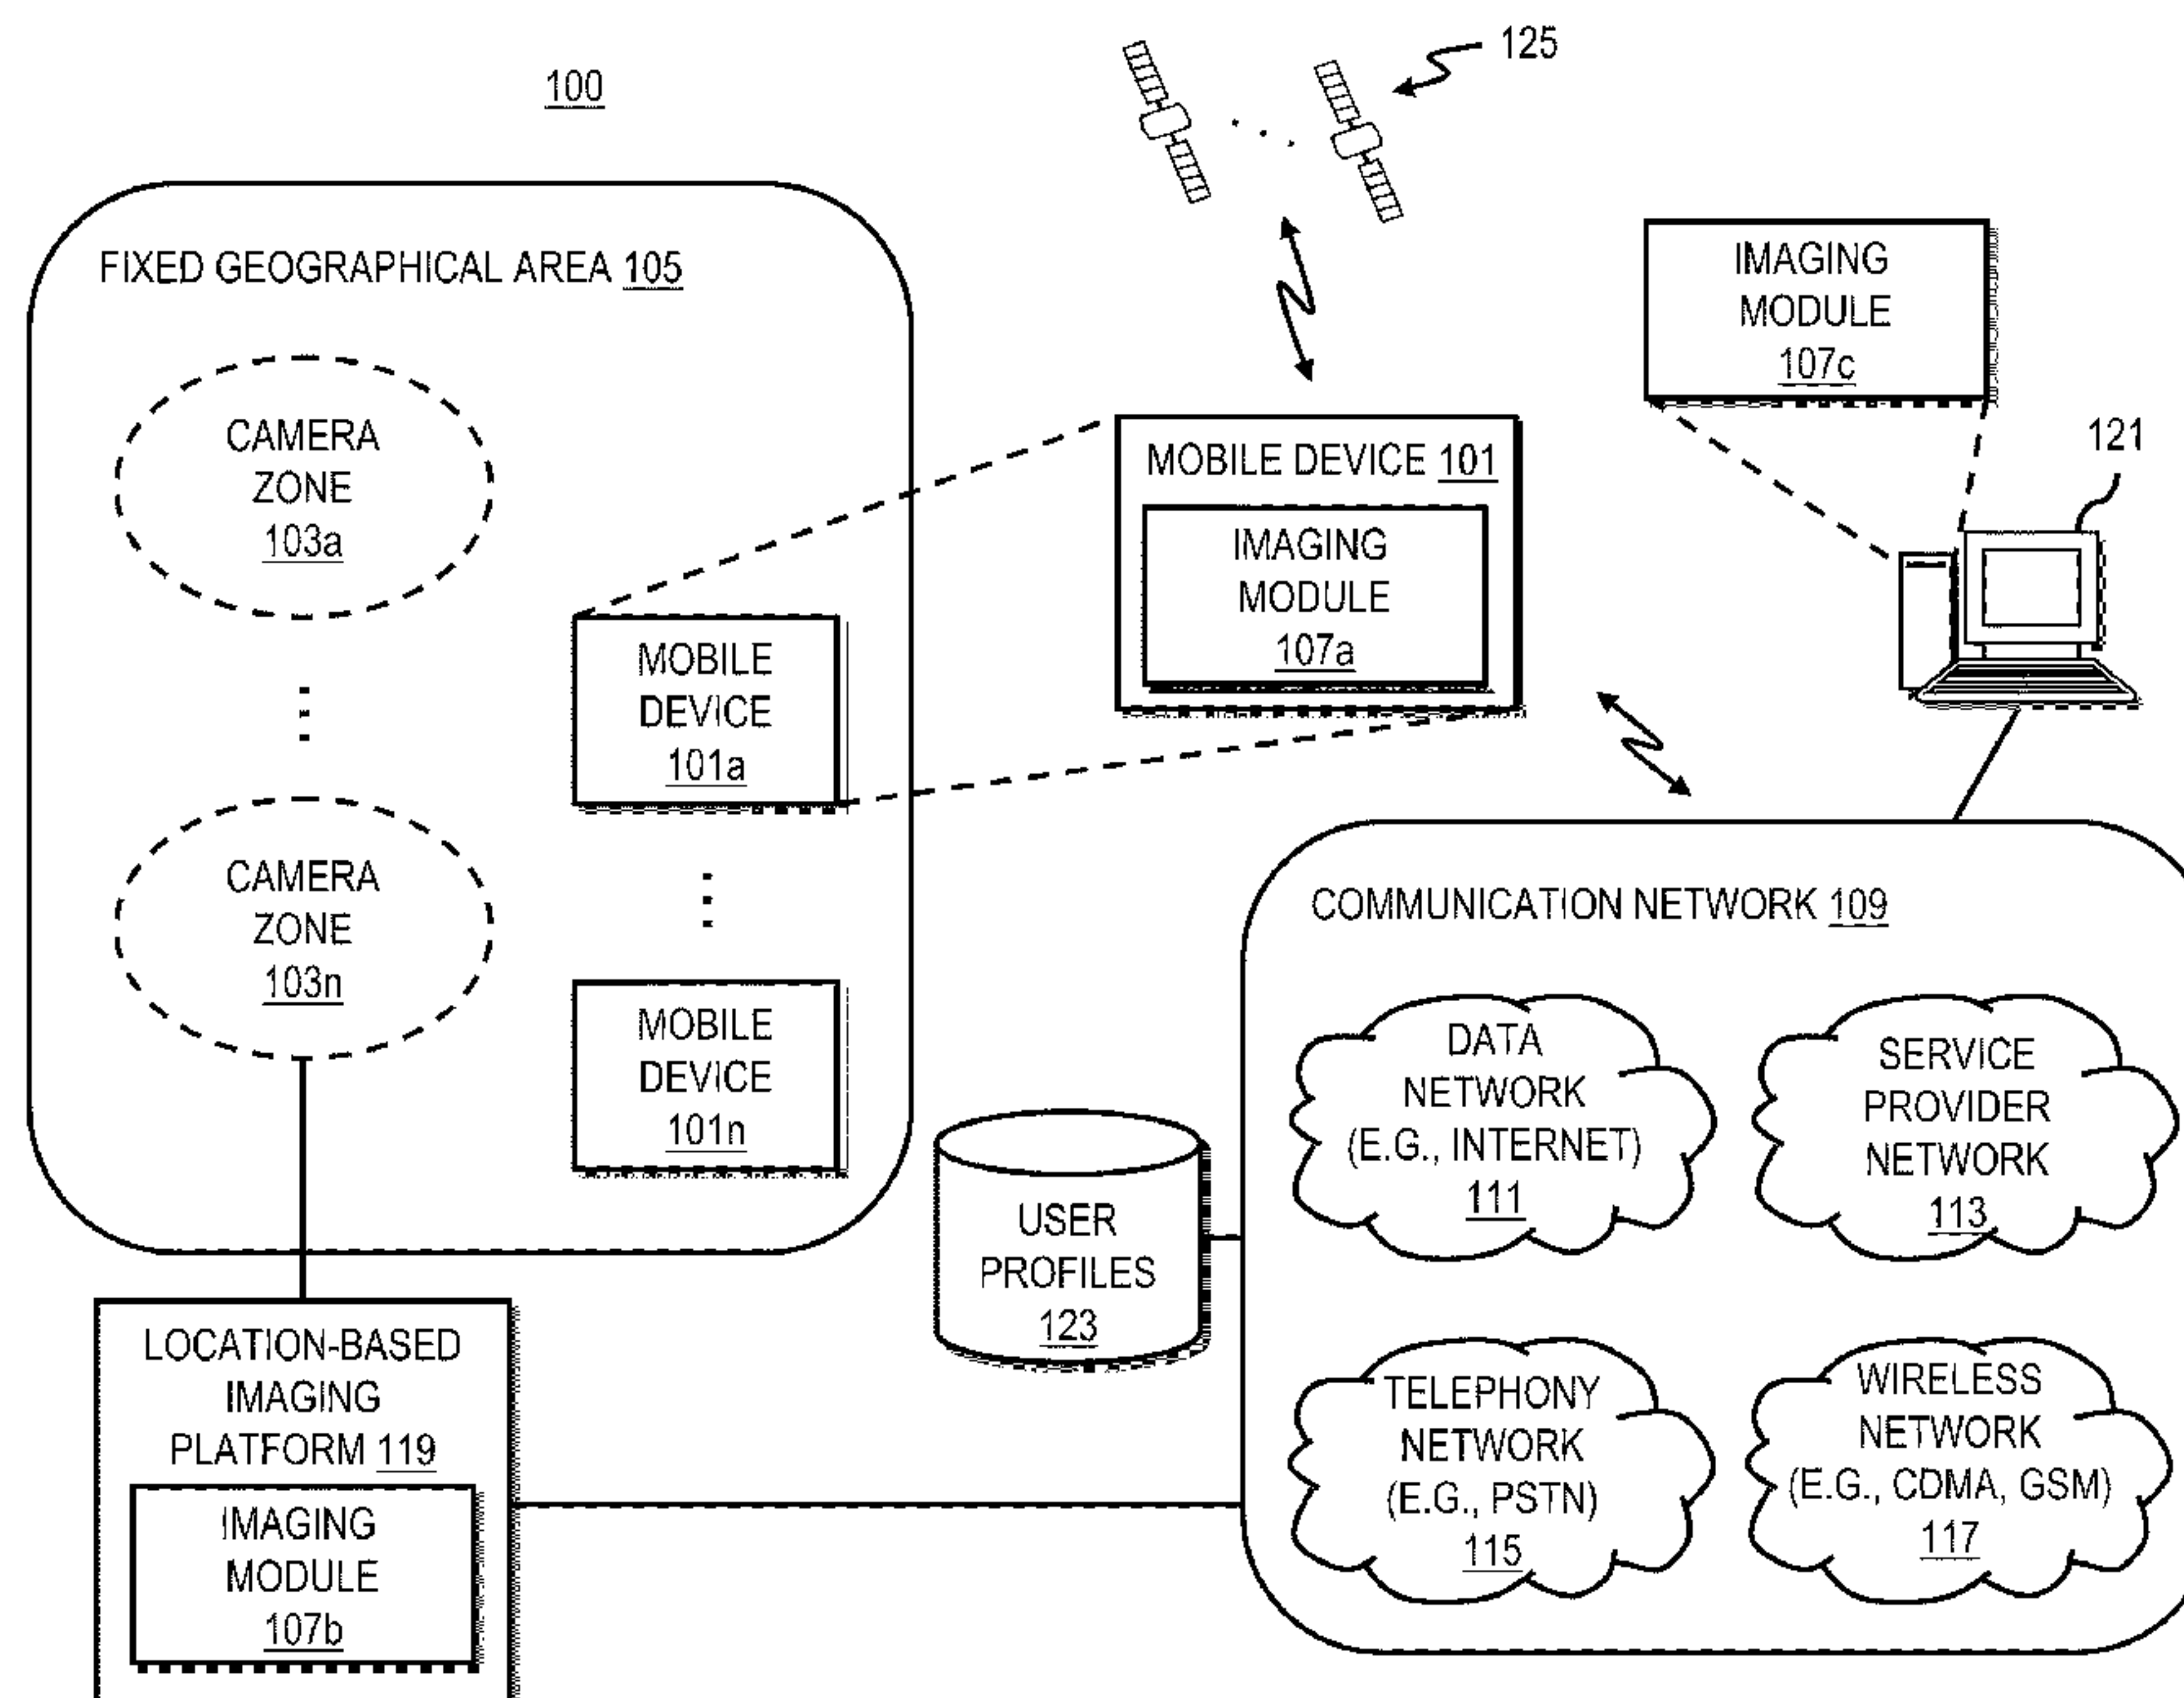 100
125
FIXED GEOGRAPHICAL AREA 105
CAMERA
ZONE
103a
CAMERA
ZONE
103n
MOBILE
DEVICE
101a
MOBILE
DEVICE
101n
MOBILE DEVICE 101
IMAGING
MODULE
107a
IMAGING
MODULE
107c
121
COMMUNICATION NETWORK 109
DATA
NETWORK
(E.G., INTERNET)
111
SERVICE
PROVIDER
NETWORK
113
TELEPHONY
NETWORK
(E.G., PSTN)
115
WIRELESS
NETWORK
(E.G., CDMA, GSM)
117
USER
PROFILES
123
LOCATION-BASED
IMAGING
PLATFORM 119
IMAGING
MODULE
107b